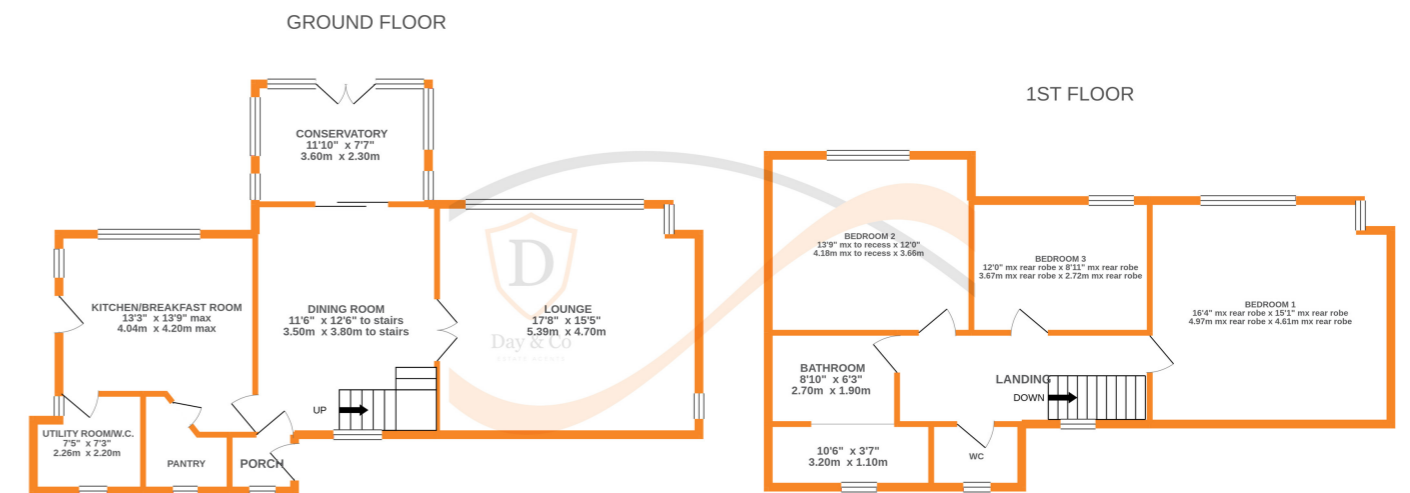 GROUND FLOOR
CONSERVATORY
11'10" x 7'7"
3.60m x 2.30m
KITCHEN/BREAKFAST ROOM
13'3" x 13'9" max
4.04m x 4.20m max
DINING ROOM
11'6" x 12'6" to stairs
3.50m x 3.80m to stairs
LOUNGE
17'8" x 15'5"
5.39m x 4.70m
D
Day & Co
ESTATE AGENTS
UP
UTILITY ROOM/W.C.
7'5" x 7'3"
2.26m x 2.20m
PANTRY
PORCH
1ST FLOOR
BEDROOM 2
13'9" mx to recess x 12'0"
4.18m mx to recess x 3.66m
BEDROOM 3
12'0" mx rear robe x 8'11" mx rear robe
3.67m mx rear robe x 2.72m mx rear robe
BEDROOM 1
16'4" mx rear robe x 15'1" mx rear robe
4.97m mx rear robe x 4.61m mx rear robe
BATHROOM
8'10" x 6'3"
2.70m x 1.90m
LANDING
DOWN
10'6" x 3'7"
3.20m x 1.10m
WC